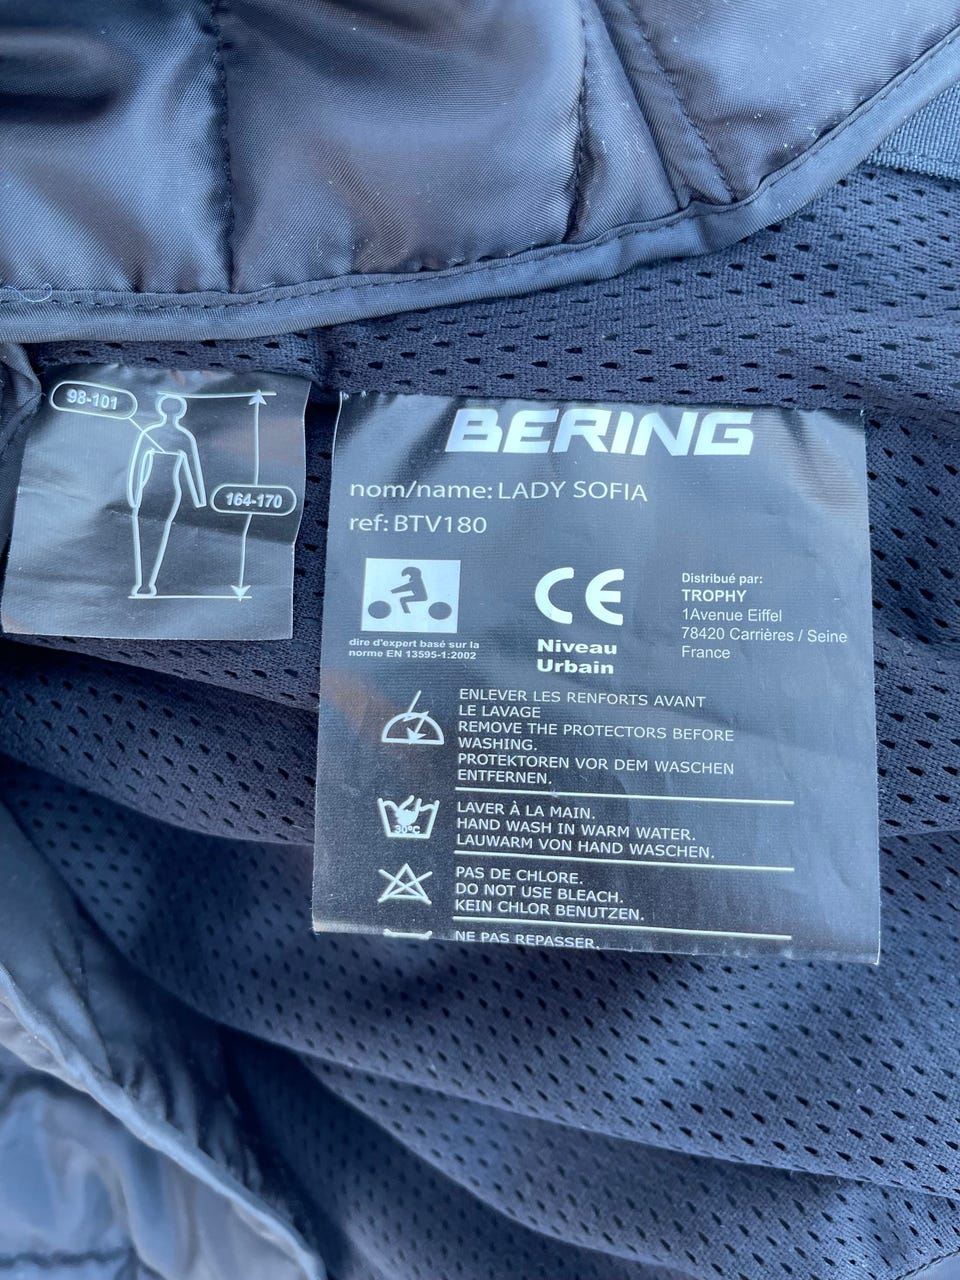 98-101
164-170
BERING
nom/name: LADY SOFIA
ref: BTV180
dire d'expert basé sur la
norme EN 13595-1:2002
CE
Niveau
Urbain
Distribué par:
TROPHY
1Avenue Eiffel
78420 Carrières / Seine
France
ENLEVER LES RENFORTS AVANT
LE LAVAGE
REMOVE THE PROTECTORS BEFORE
WASHING.
PROTEKTOREN VOR DEM WASCHEN
ENTFERNEN.
30°C
LAVER À LA MAIN.
HAND WASH IN WARM WATER.
LAUWARM VON HAND WASCHEN.
PAS DE CHLORE.
DO NOT USE BLEACH.
KEIN CHLOR BENUTZEN.
NE PAS REPASSER.